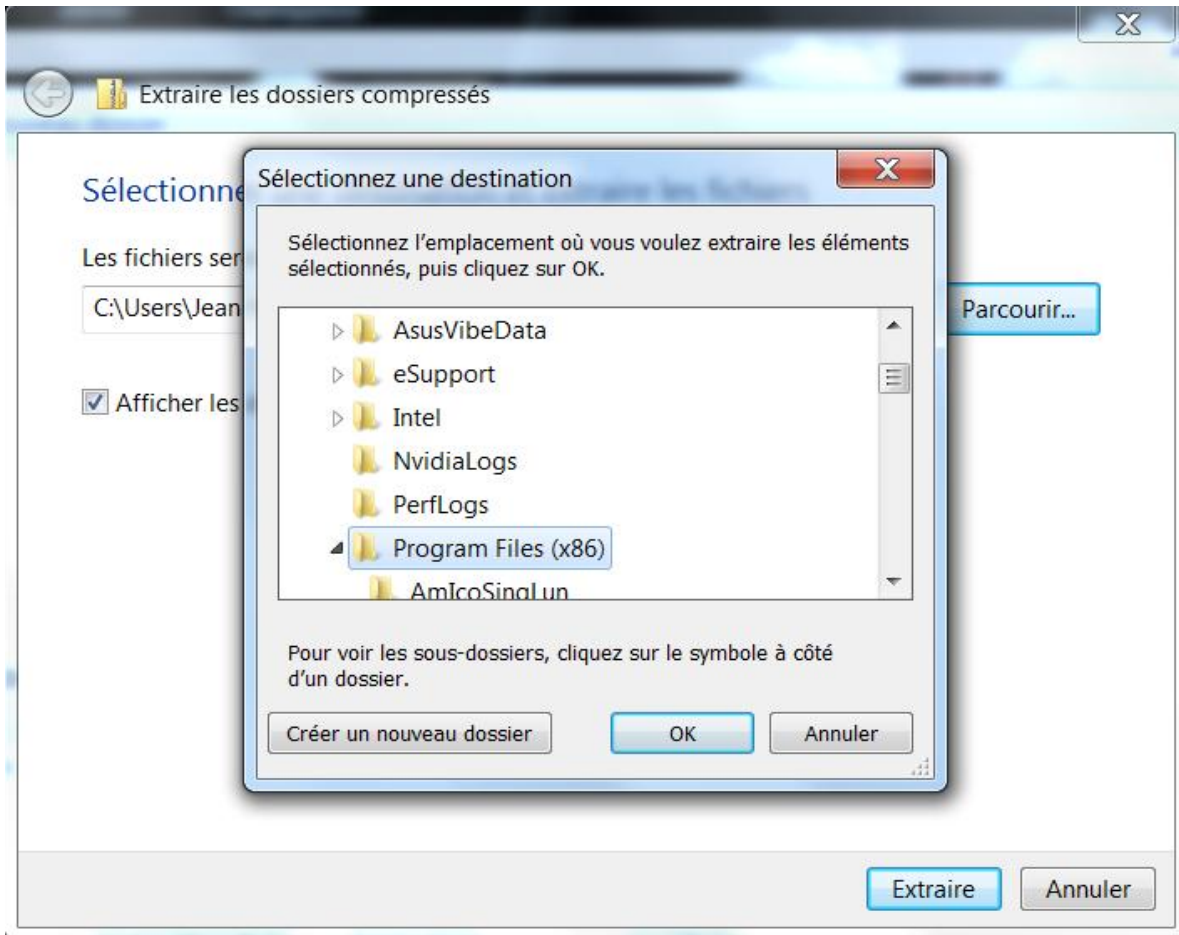 Extraire les dossiers compressés
Sélectionnez une destination
Sélectionne
Sélectionnez l’emplacement où vous voulez extraire les éléments
sélectionnés, puis cliquez sur OK.
Les fichiers ser
C:\Users\Jean
Parcourir...
AsusVibeData
eSupport
Afficher les
Intel
NvidiaLogs
PerfLogs
Program Files (x86)
AmIcoSingLun
Pour voir les sous-dossiers, cliquez sur le symbole à côté
d’un dossier.
Créer un nouveau dossier
OK
Annuler
Extraire
Annuler